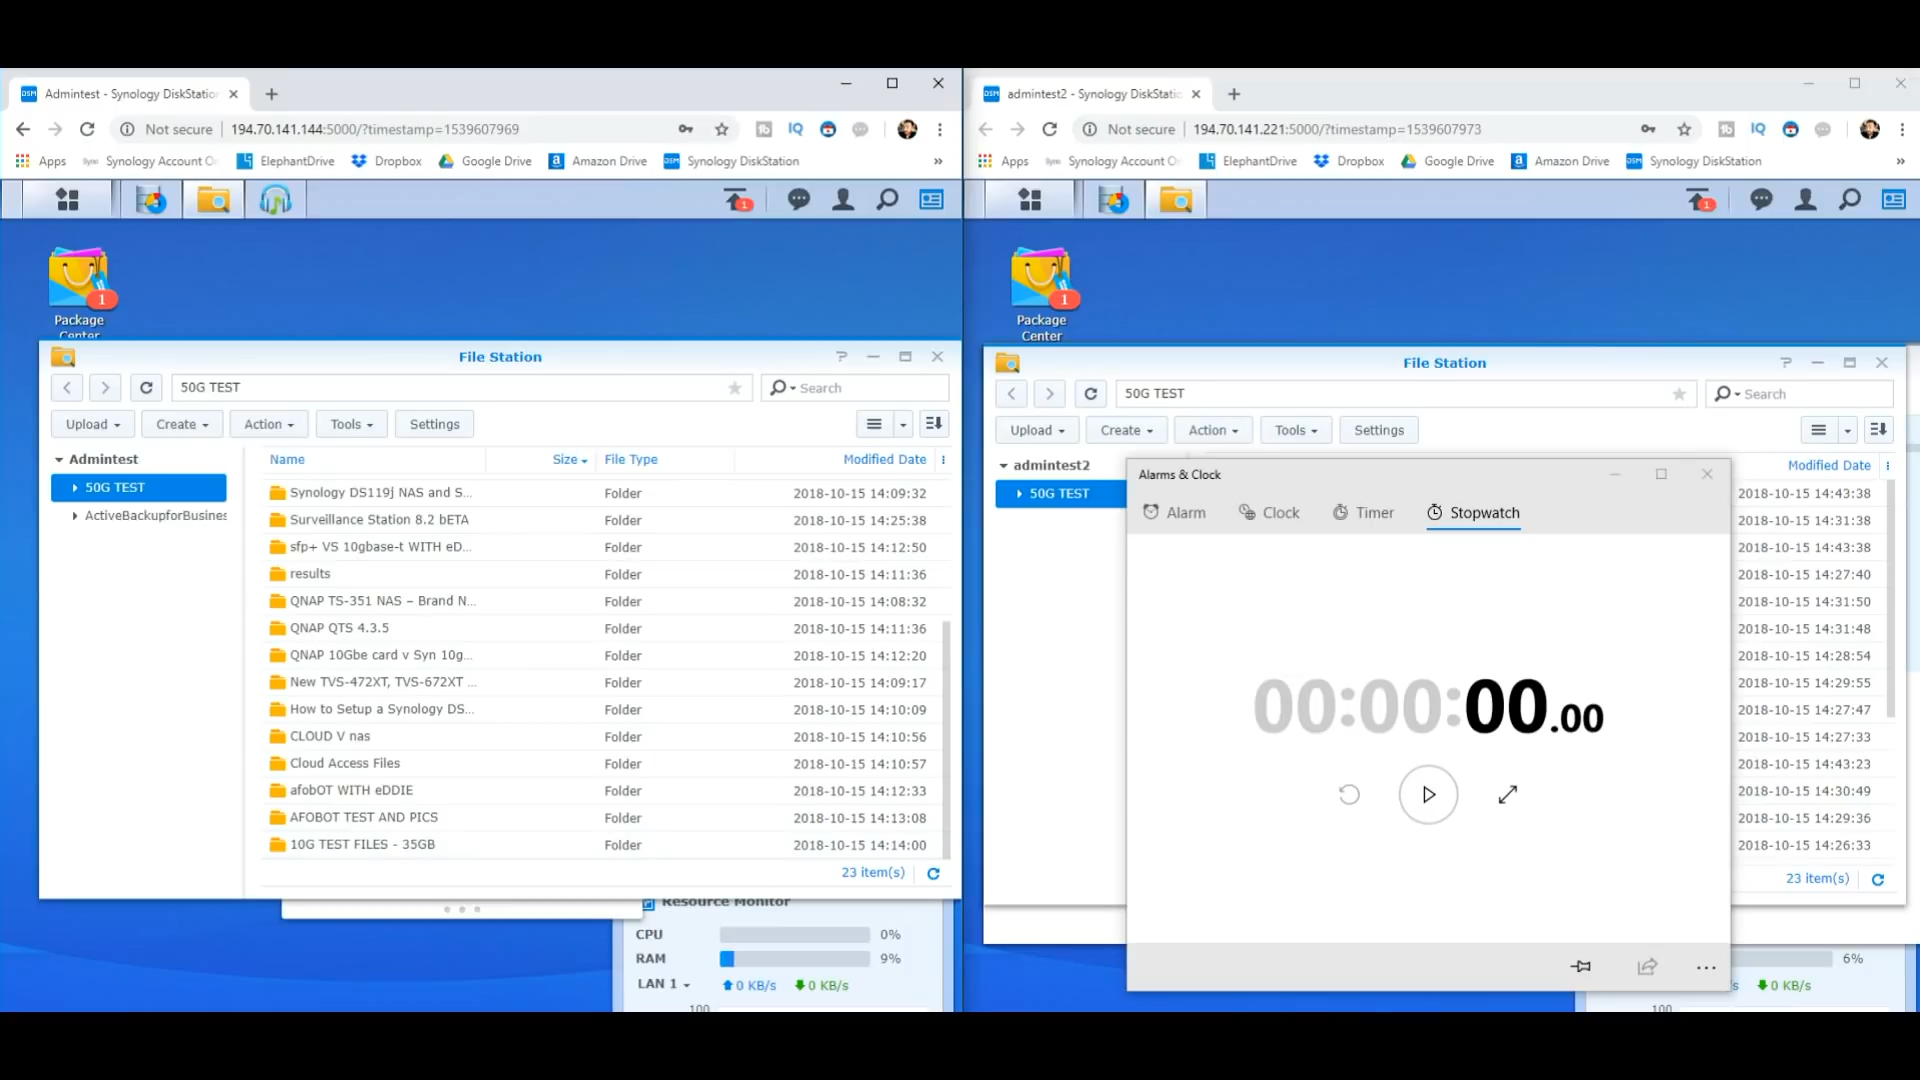 DSM Admintest - Synology DiskStation
Not secure 194.70.141.144:5000/?timestamp=1539607969
Apps Sync Synology Account O ElephantDrive Dropbox Google Drive a Amazon Drive DSM Synology DiskStation »
1
1
Package
Center
File Station
50G TEST
Search
Upload Create Action Tools Settings
Admintest
50G TEST
ActiveBackupforBusines
Name Size File Type Modified Date
Synology DS119j NAS and S... Folder 2018-10-15 14:09:32
Surveillance Station 8.2 bETA Folder 2018-10-15 14:25:38
sfp+ VS 10gbase-t WITH eD... Folder 2018-10-15 14:12:50
results Folder 2018-10-15 14:11:36
QNAP TS-351 NAS – Brand N... Folder 2018-10-15 14:08:32
QNAP QTS 4.3.5 Folder 2018-10-15 14:11:36
QNAP 10Gbe card v Syn 10g... Folder 2018-10-15 14:12:20
New TVS-472XT, TVS-672XT ... Folder 2018-10-15 14:09:17
How to Setup a Synology DS... Folder 2018-10-15 14:10:09
CLOUD V nas Folder 2018-10-15 14:10:56
Cloud Access Files Folder 2018-10-15 14:10:57
afobOT WITH eDDIE Folder 2018-10-15 14:12:33
AFOBOT TEST AND PICS Folder 2018-10-15 14:13:08
10G TEST FILES - 35GB Folder 2018-10-15 14:14:00
23 item(s)
Resource Monitor
CPU 0%
RAM 9%
LAN 1 0 KB/s 0 KB/s
100
DSM admintest2 - Synology DiskStatic
Not secure 194.70.141.221:5000/?timestamp=1539607973
Apps Sync Synology Account O ElephantDrive Dropbox Google Drive a Amazon Drive DSM Synology DiskStation »
1
1
Package
Center
File Station
50G TEST
Search
Upload Create Action Tools Settings
admintest2
50G TEST
Modified Date
2018-10-15 14:43:38
2018-10-15 14:31:38
2018-10-15 14:43:38
2018-10-15 14:27:40
2018-10-15 14:31:50
2018-10-15 14:31:48
2018-10-15 14:28:54
2018-10-15 14:29:55
2018-10-15 14:27:47
2018-10-15 14:27:33
2018-10-15 14:43:23
2018-10-15 14:30:49
2018-10-15 14:29:36
2018-10-15 14:26:33
23 item(s)
Alarms & Clock
Alarm Clock Timer Stopwatch
00:00:00.00
6%
s 0 KB/s
100